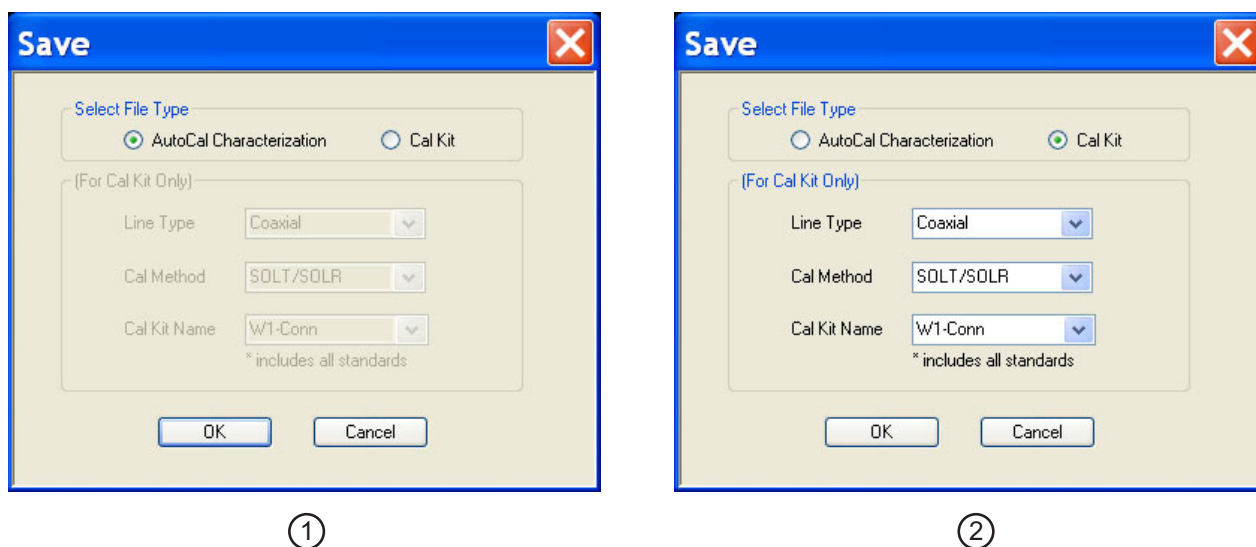 Save
Select File Type
AutoCal Characterization Cal Kit
(For Cal Kit Only)
Line Type Coaxial
Cal Method SOLT/SOLR
Cal Kit Name W1-Conn
* includes all standards
OK Cancel
1
Save
Select File Type
AutoCal Characterization Cal Kit
(For Cal Kit Only)
Line Type Coaxial
Cal Method SOLT/SOLR
Cal Kit Name W1-Conn
* includes all standards
OK Cancel
2